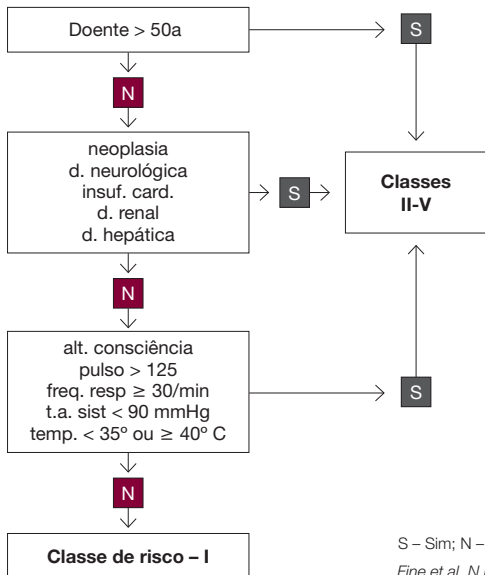 Doente > 50a
S
N
neoplasia
d. neurológica
insuf. card.
d. renal
d. hepática
S
Classes
II-V
N
alt. consciência
pulso > 125
freq. resp ≥ 30/min
t.a. sist < 90 mmHg
temp. < 35º ou ≥ 40º C
S
N
Classe de risco – I
S – Sim; N –
Fine et al. N